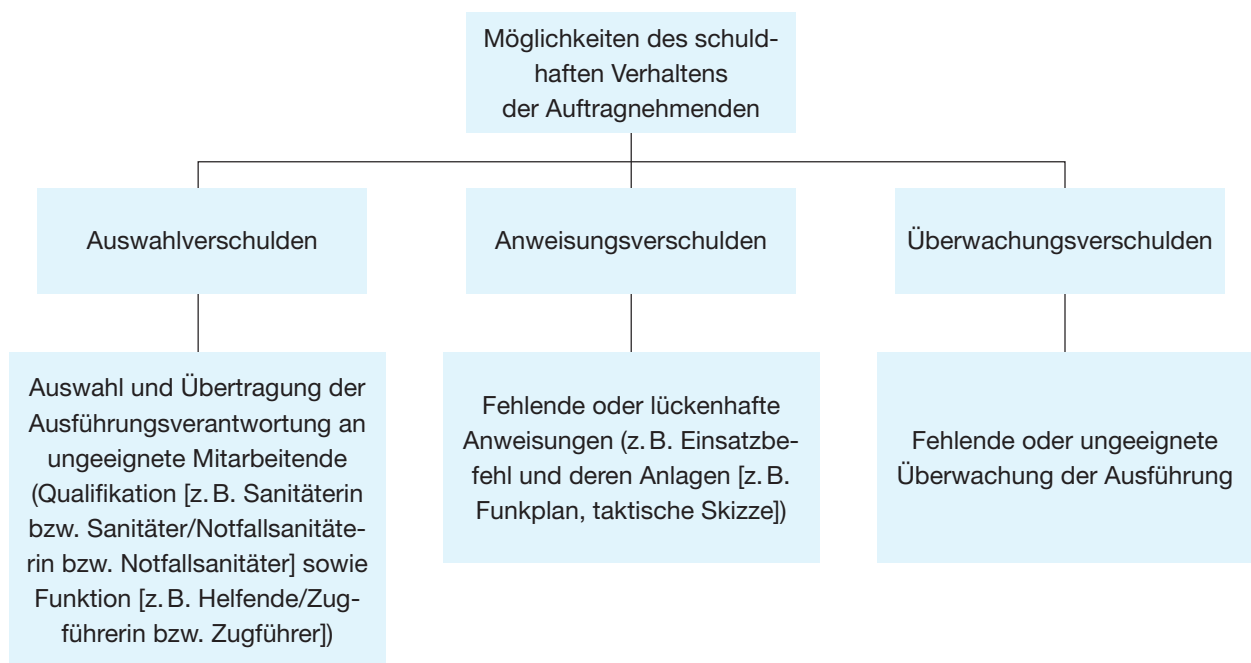 Möglichkeiten des schuld-
haften Verhaltens
der Auftragnehmenden
Auswahlverschulden
Anweisungsverschulden
Überwachungsverschulden
Auswahl und Übertragung der
Ausführungsverantwortung an
ungeeignete Mitarbeitende
(Qualifikation [z. B. Sanitäterin
bzw. Sanitäter/Notfallsanitäte-
rin bzw. Notfallsanitäter] sowie
Funktion [z. B. Helfende/Zug-
führerin bzw. Zugführer])
Fehlende oder lückenhafte
Anweisungen (z. B. Einsatzbe-
fehl und deren Anlagen [z. B.
Funkplan, taktische Skizze])
Fehlende oder ungeeignete
Überwachung der Ausführung